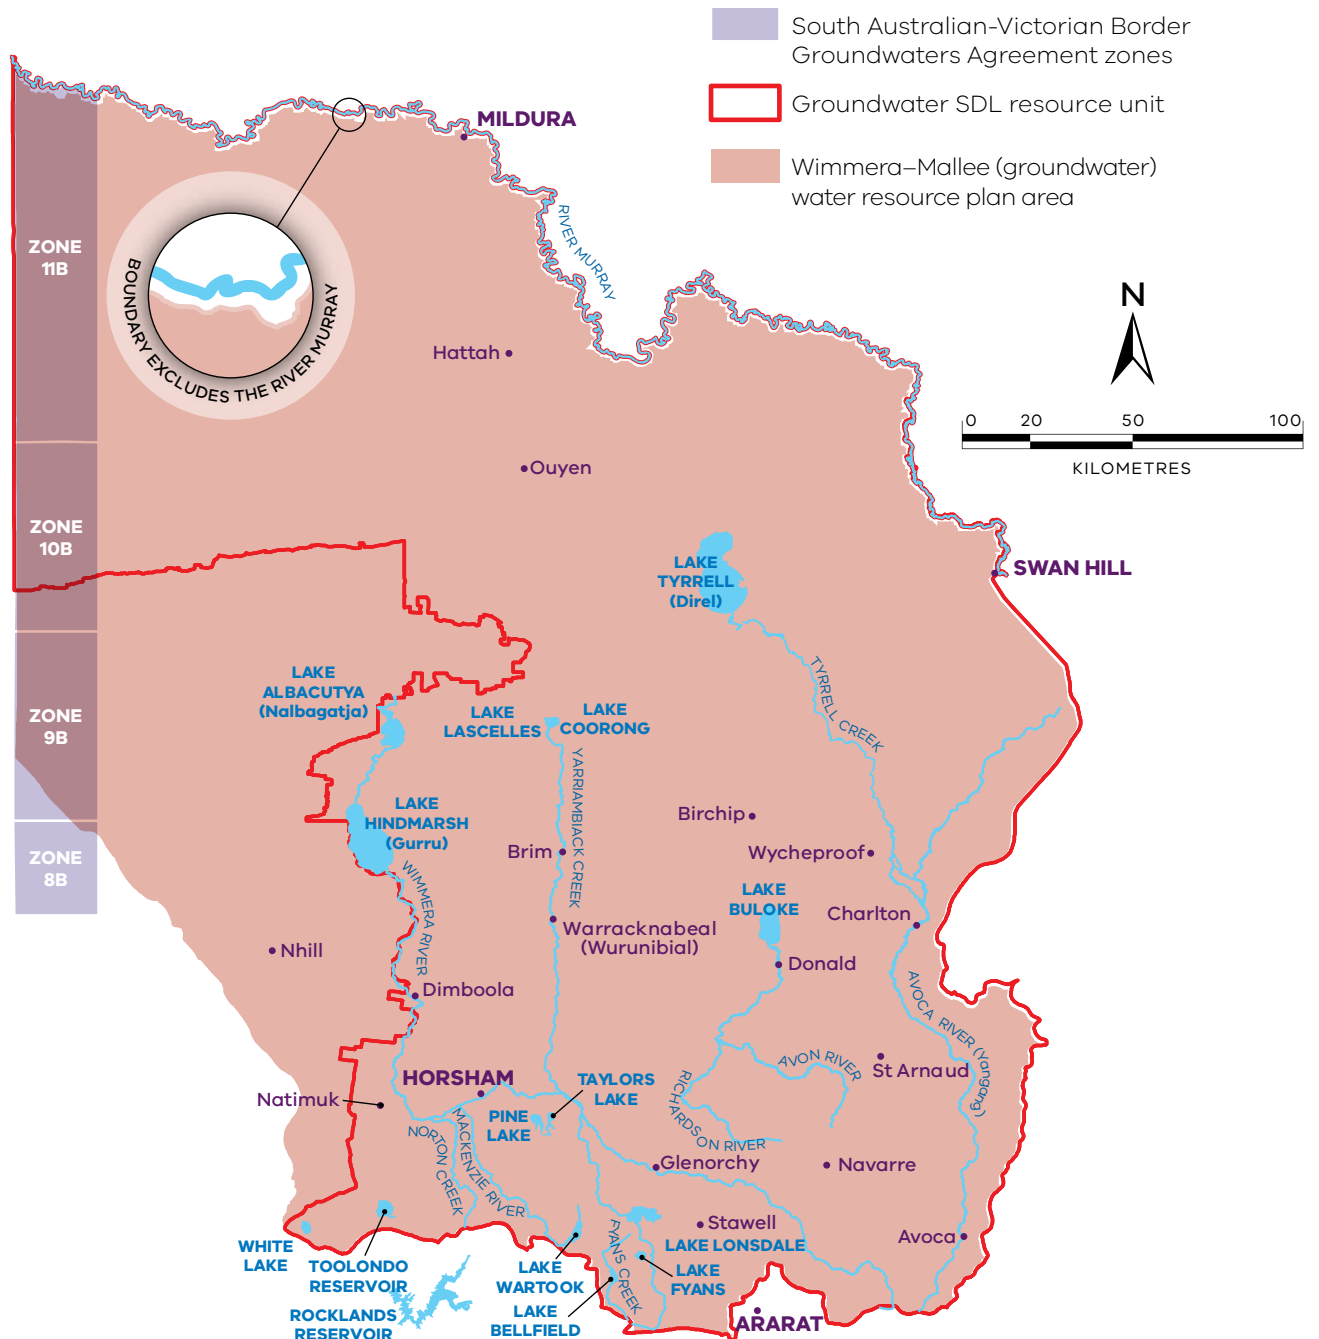 South Australian-Victorian Border
Groundwaters Agreement zones
Groundwater SDL resource unit
Wimmera–Mallee (groundwater)
water resource plan area
MILDURA
RIVER MURRAY
ZONE
11B
BOUNDARY EXCLUDES THE RIVER MURRAY
N
Hattah
0 20 50 100
KILOMETRES
Ouyen
ZONE
10B
LAKE
TYRRELL
(Direl)
SWAN HILL
TYRRELL CREEK
LAKE
ALBACUTYA
(Nalbagatja)
LAKE
LASCELLES
LAKE
COORONG
ZONE
9B
YARRIAMBIACK CREEK
LAKE
HINDMARSH
(Gurru)
Birchip
Brim
Wycheproof
ZONE
8B
WIMMERA RIVER
LAKE
BULOKE
Charlton
Warracknabeal
(Wurunibial)
Nhill
Donald
Dimboola
AVOCA RIVER (Yangang)
AVON RIVER
St Arnaud
HORSHAM
TAYLORS
LAKE
Natimuk
PINE
LAKE
RICHARDSON RIVER
NORTON CREEK
MACKENZIE RIVER
Glenorchy
Navarre
Stawell
LAKE LONSDALE
FYANS CREEK
Avoca
WHITE
LAKE
TOOLONDO
RESERVOIR
LAKE
WARTOOK
LAKE
FYANS
ROCKLANDS
RESERVOIR
LAKE
BELLFIELD
ARARAT